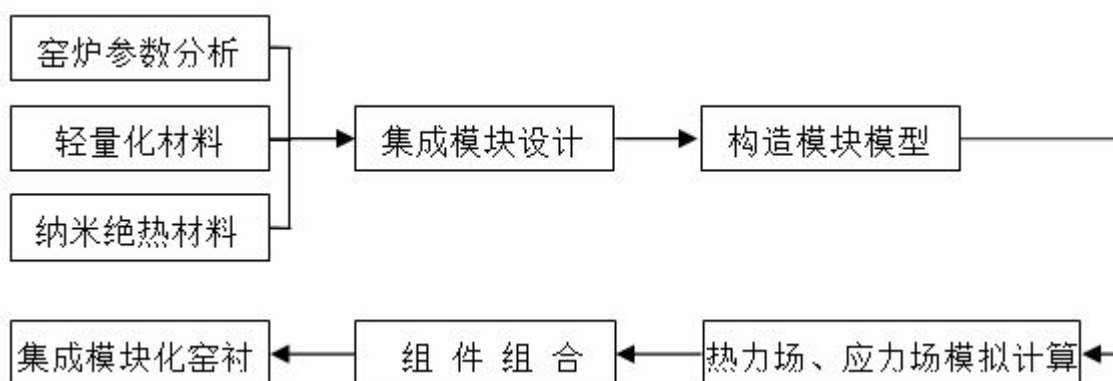 窑炉参数分析
轻量化材料
纳米绝热材料
集成模块设计
构造模块模型
热力场、应力场模拟计算
组件组合
集成模块化窑衬